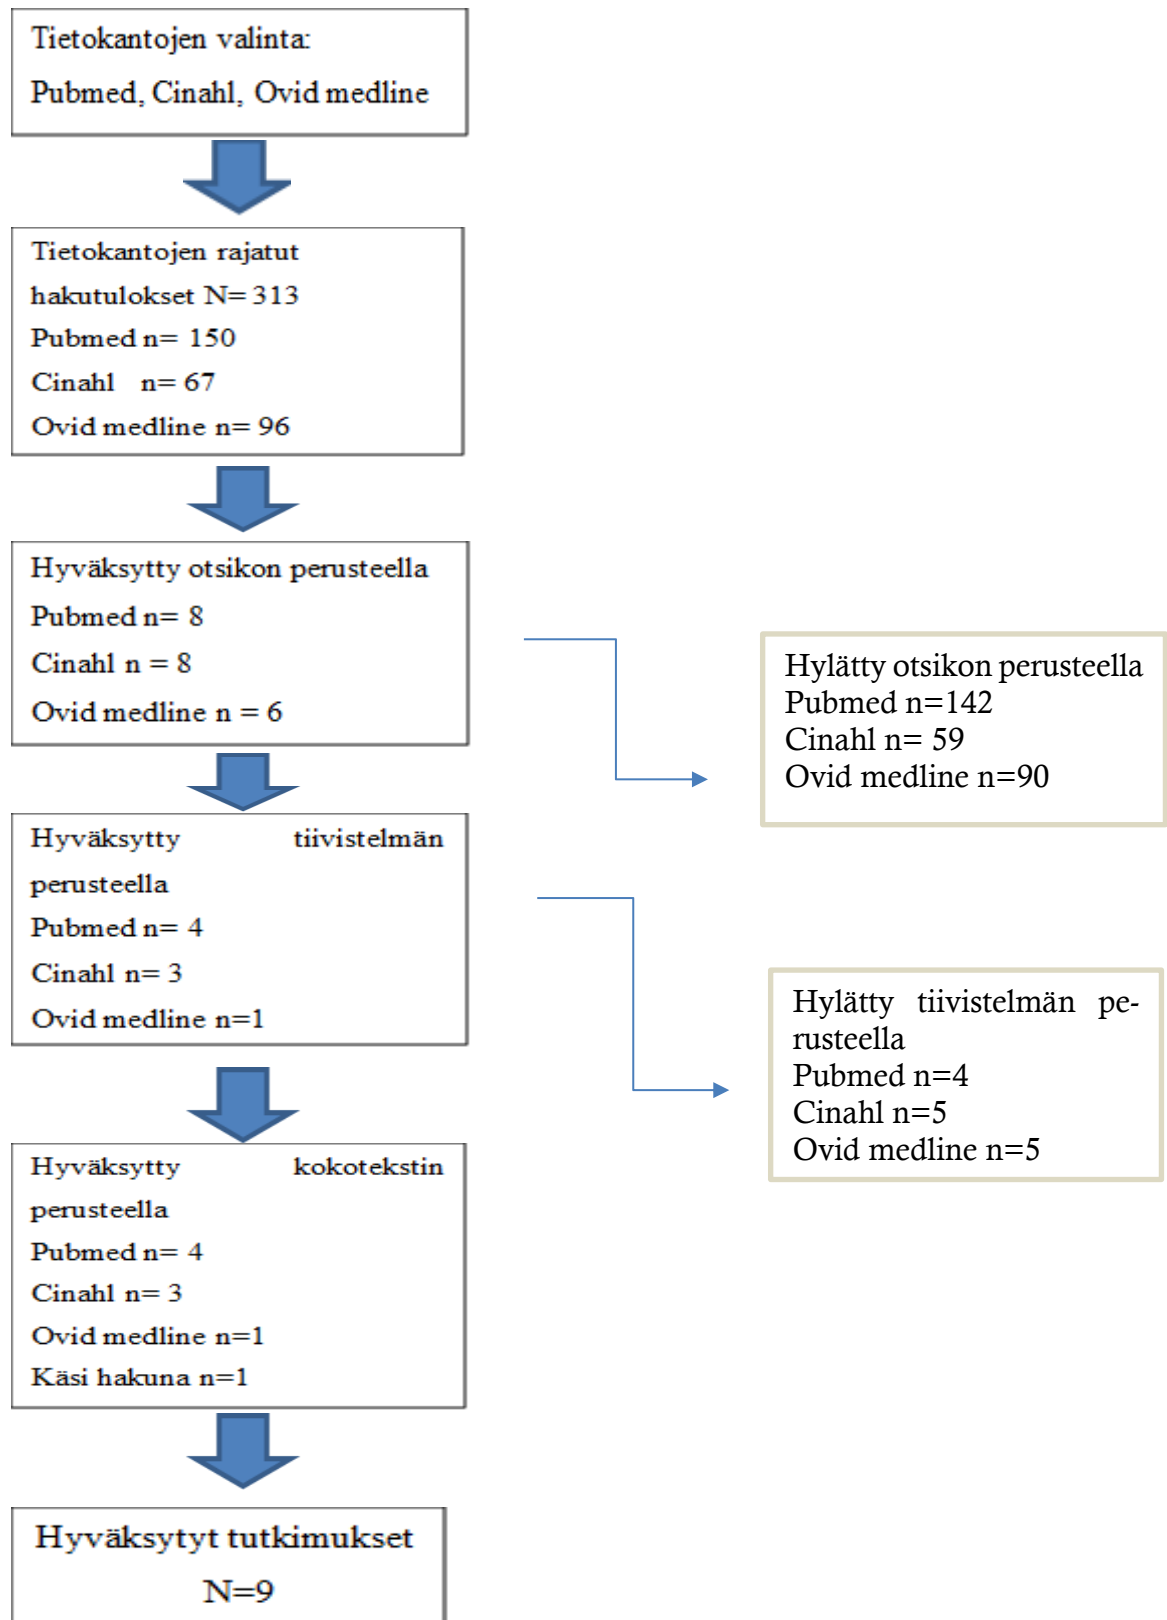 Tietokantojen valinta:
Pubmed, Cinahl, Ovid medline
Tietokantojen rajatut
hakutulokset N= 313
Pubmed n= 150
Cinahl n= 67
Ovid medline n= 96
Hyväksytty otsikon perusteella
Pubmed n= 8
Cinahl n = 8
Ovid medline n = 6
Hylätty otsikon perusteella
Pubmed n=142
Cinahl n= 59
Ovid medline n=90
Hyväksytty tiivistelmän
perusteella
Pubmed n= 4
Cinahl n= 3
Ovid medline n=1
Hylätty tiivistelmän pe-
rusteella
Pubmed n=4
Cinahl n=5
Ovid medline n=5
Hyväksytty kokotekstin
perusteella
Pubmed n= 4
Cinahl n= 3
Ovid medline n=1
Käsi hakuna n=1
Hyväksytyt tutkimukset
N=9